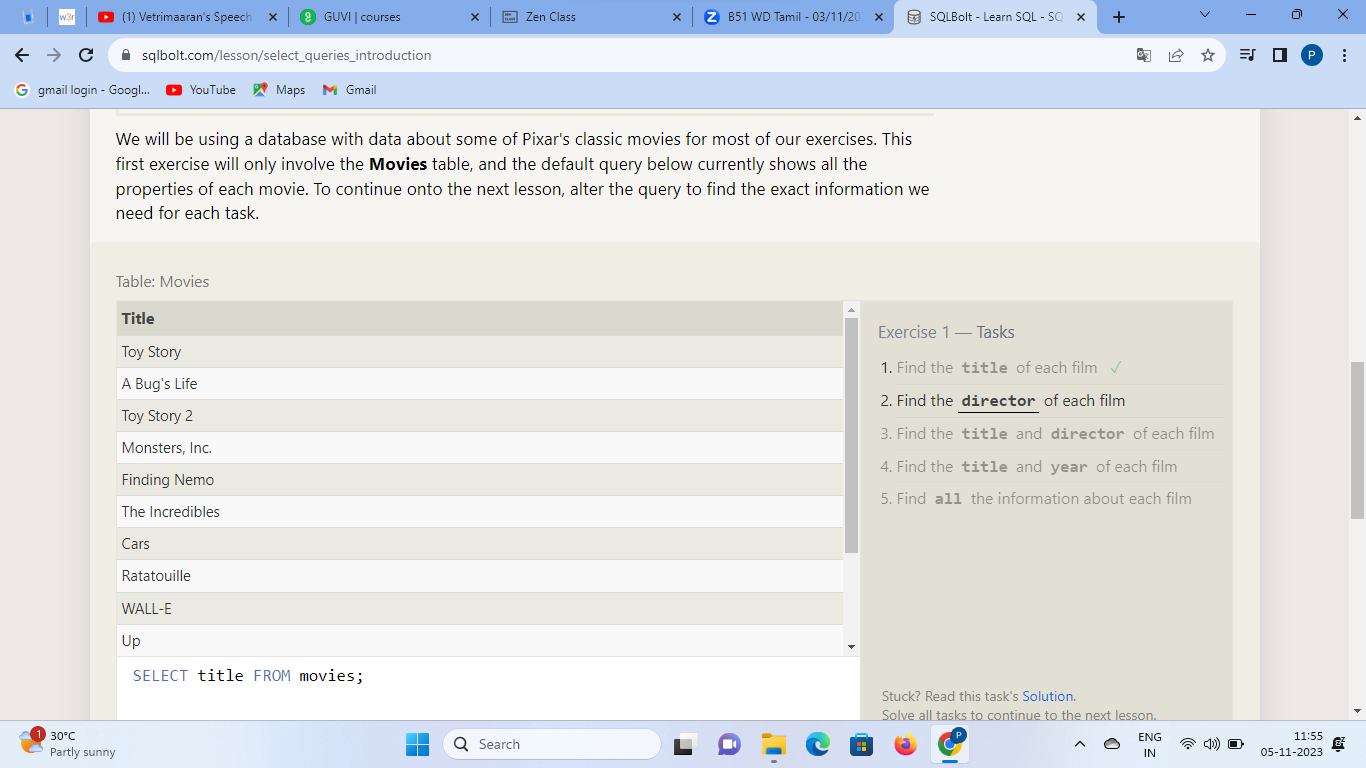 w3r
(1) Vetrimaaran's Speech
GUVI | courses
Zen Class
B51 WD Tamil - 03/11/20
SQLBolt - Learn SQL - SQ
sqlbolt.com/lesson/select_queries_introduction
P
gmail login - Googl...
YouTube
Maps
Gmail
We will be using a database with data about some of Pixar's classic movies for most of our exercises. This
first exercise will only involve the Movies table, and the default query below currently shows all the
properties of each movie. To continue onto the next lesson, alter the query to find the exact information we
need for each task.
Table: Movies
Title
Toy Story
A Bug's Life
Toy Story 2
Monsters, Inc.
Finding Nemo
The Incredibles
Cars
Ratatouille
WALL-E
Up
SELECT title FROM movies;
Exercise 1 — Tasks
1. Find the title of each film ✓
2. Find the director of each film
3. Find the title and director of each film
4. Find the title and year of each film
5. Find all the information about each film
Stuck? Read this task's Solution.
Solve all tasks to continue to the next lesson.
1
30°C
Partly sunny
Search
P
ENG
IN
11:55
05-11-2023